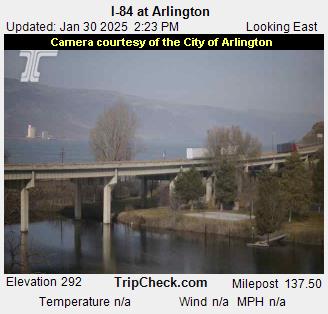 I-84 at Arlington
Updated: Jan 30 2025 2:23 PM Looking East
Camera courtesy of the City of Arlington
Elevation 292 TripCheck.com Milepost 137.50
Temperature n/a Wind n/a MPH n/a